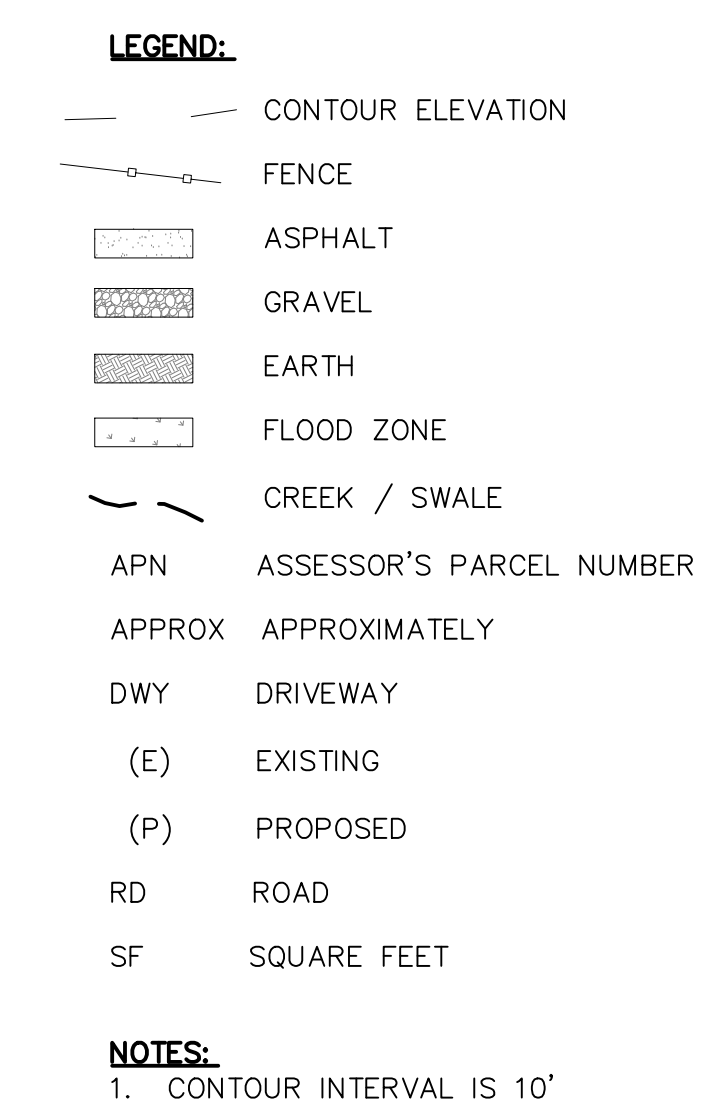 LEGEND:
CONTOUR ELEVATION
FENCE
ASPHALT
GRAVEL
EARTH
FLOOD ZONE
CREEK / SWALE
APN ASSESSOR'S PARCEL NUMBER
APPROX APPROXIMATELY
DWY DRIVEWAY
(E) EXISTING
(P) PROPOSED
RD ROAD
SF SQUARE FEET
NOTES:
1. CONTOUR INTERVAL IS 10'